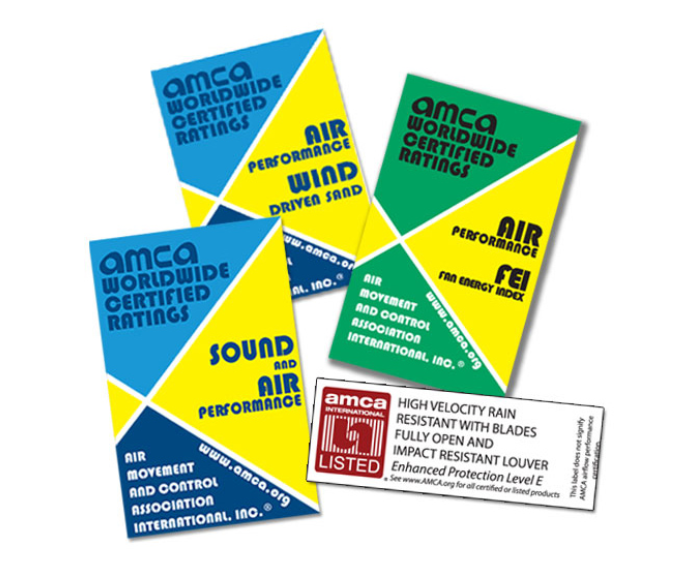 amca
WORLDWIDE
CERTIFIED
RATINGS
AIR
PERFORMANCE
WIND
DRIVEN SAND
www.amca.or
AL, INC.®
amca
WORLDWIDE
CERTIFIED
RATINGS
AIR
PERFORMANCE
FEI
FAN ENERGY INDEX
AIR
MOVEMENT
AND CONTROL
ASSOCIATION
INTERNATIONAL, INC.®
www.amca.org
amca
WORLDWIDE
CERTIFIED
RATINGS
SOUND
AND
AIR
PERFORMANCE
AIR
MOVEMENT
AND CONTROL
ASSOCIATION
INTERNATIONAL, INC.®
www.amca.org
amca
INTERNATIONAL
LISTED
®
HIGH VELOCITY RAIN
RESISTANT WITH BLADES
FULLY OPEN AND
IMPACT RESISTANT LOUVER
Enhanced Protection Level E
See www.AMCA.org for all certified or listed products
This label does not signify
AMCA airflow performance
certification.